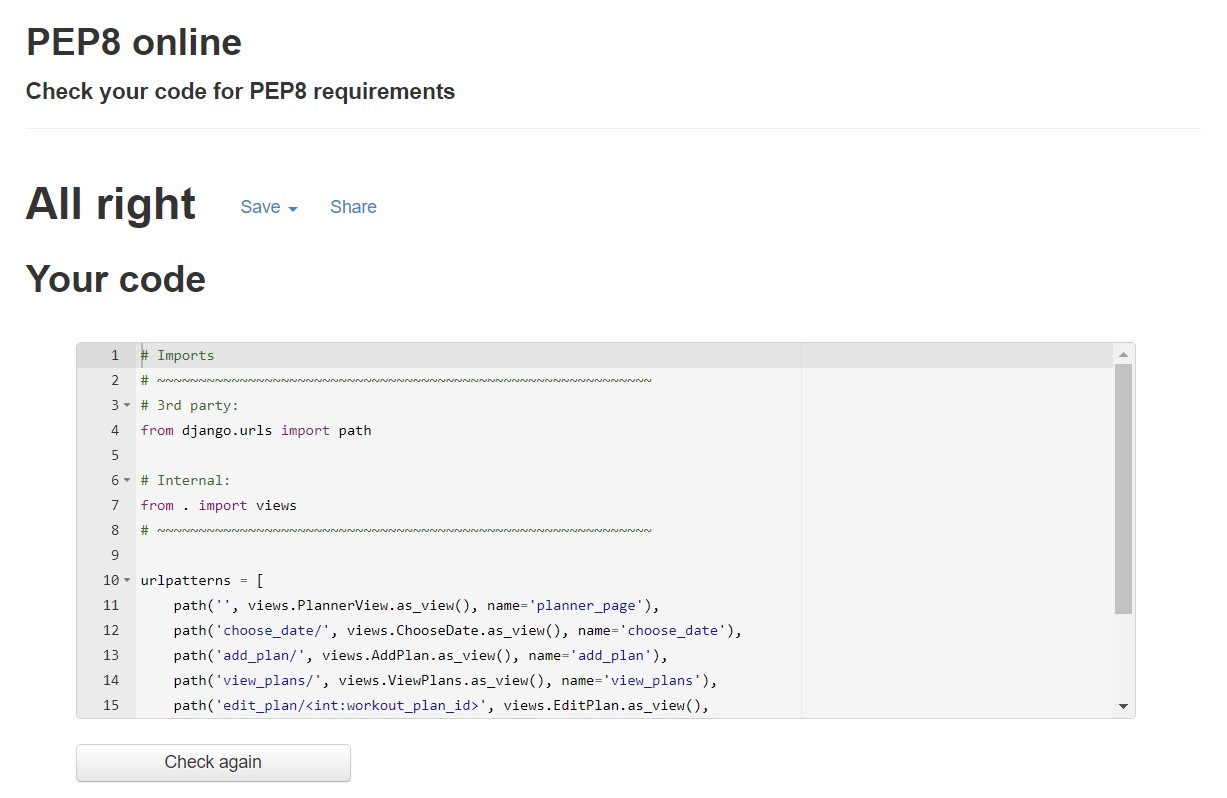 PEP8 online
Check your code for PEP8 requirements
All right Save Share
Your code
1 # Imports
2 # ~~~~~~~~~~~~~~~~~~~~~~~~~~~~~~~~~~~~~~~~~~~~~~~~~~~~~~~~~~~~
3 # 3rd party:
4 from django.urls import path
5
6 # Internal:
7 from . import views
8 # ~~~~~~~~~~~~~~~~~~~~~~~~~~~~~~~~~~~~~~~~~~~~~~~~~~~~~~~~~~~~
9
10 urlpatterns = [
11     path('', views.PlannerView.as_view(), name='planner_page'),
12     path('choose_date/', views.ChooseDate.as_view(), name='choose_date'),
13     path('add_plan/', views.AddPlan.as_view(), name='add_plan'),
14     path('view_plans/', views.ViewPlans.as_view(), name='view_plans'),
15     path('edit_plan/<int:workout_plan_id>', views.EditPlan.as_view(),
Check again